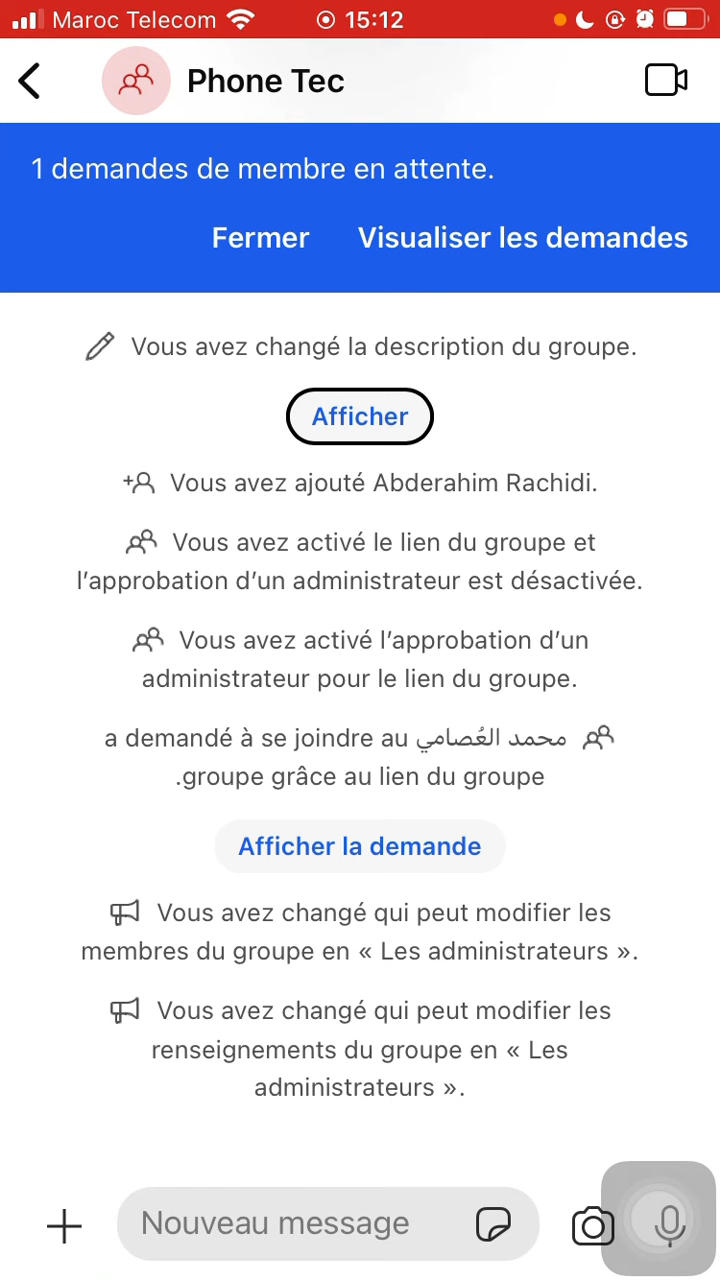 Maroc Telecom 15:12
Phone Tec
1 demandes de membre en attente.
Fermer Visualiser les demandes
Vous avez changé la description du groupe.
Afficher
Vous avez ajouté Abderahim Rachidi.
Vous avez activé le lien du groupe et
l’approbation d’un administrateur est désactivée.
Vous avez activé l’approbation d’un
administrateur pour le lien du groupe.
محمد العُصامي a demandé à se joindre au
groupe grâce au lien du groupe.
Afficher la demande
Vous avez changé qui peut modifier les
membres du groupe en « Les administrateurs ».
Vous avez changé qui peut modifier les
renseignements du groupe en « Les
administrateurs ».
Nouveau message